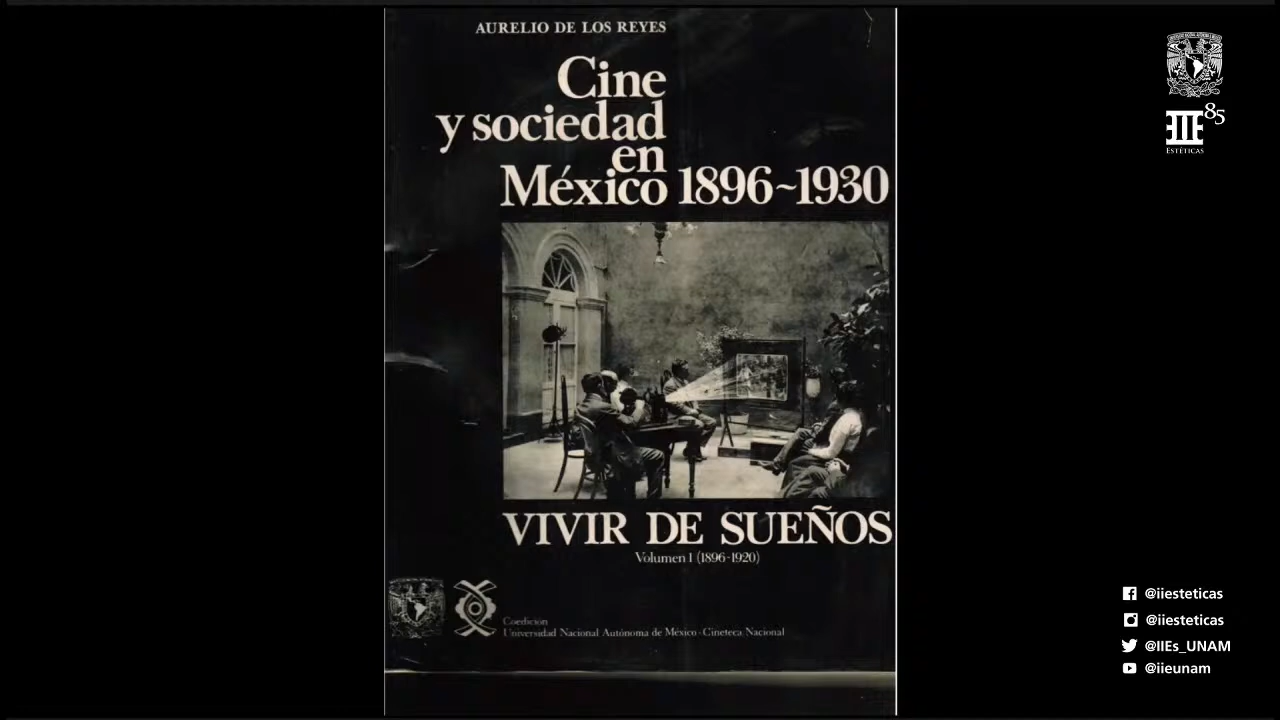 AURELIO DE LOS REYES
Cine
y sociedad
en
México 1896~1930
VIVIR DE SUEÑOS
Volumen 1 (1896-1920)
Coedición
Universidad Nacional Autónoma de México - Cineteca Nacional
85
ESTÉTICAS
@iiesteticas
@iiesteticas
@IIEs_UNAM
@iieunam